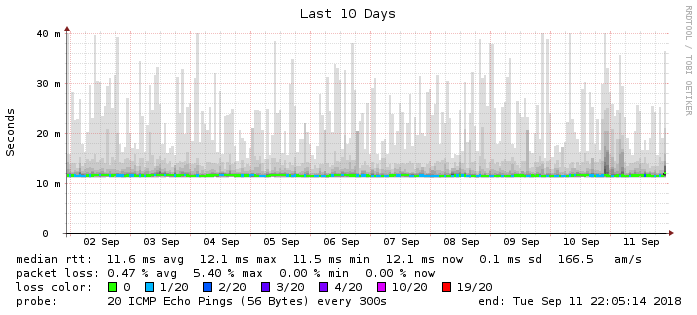 Last 10 Days
RRDTOOL / TOBI OETIKER
Seconds
40 m
30 m
20 m
10 m
0
02 Sep 03 Sep 04 Sep 05 Sep 06 Sep 07 Sep 08 Sep 09 Sep 10 Sep 11 Sep
median rtt: 11.6 ms avg 12.1 ms max 11.5 ms min 12.1 ms now 0.1 ms sd 166.5 am/s
packet loss: 0.47 % avg 5.40 % max 0.00 % min 0.00 % now
loss color: 0 1/20 2/20 3/20 4/20 10/20 19/20
probe: 20 ICMP Echo Pings (56 Bytes) every 300s end: Tue Sep 11 22:05:14 2018